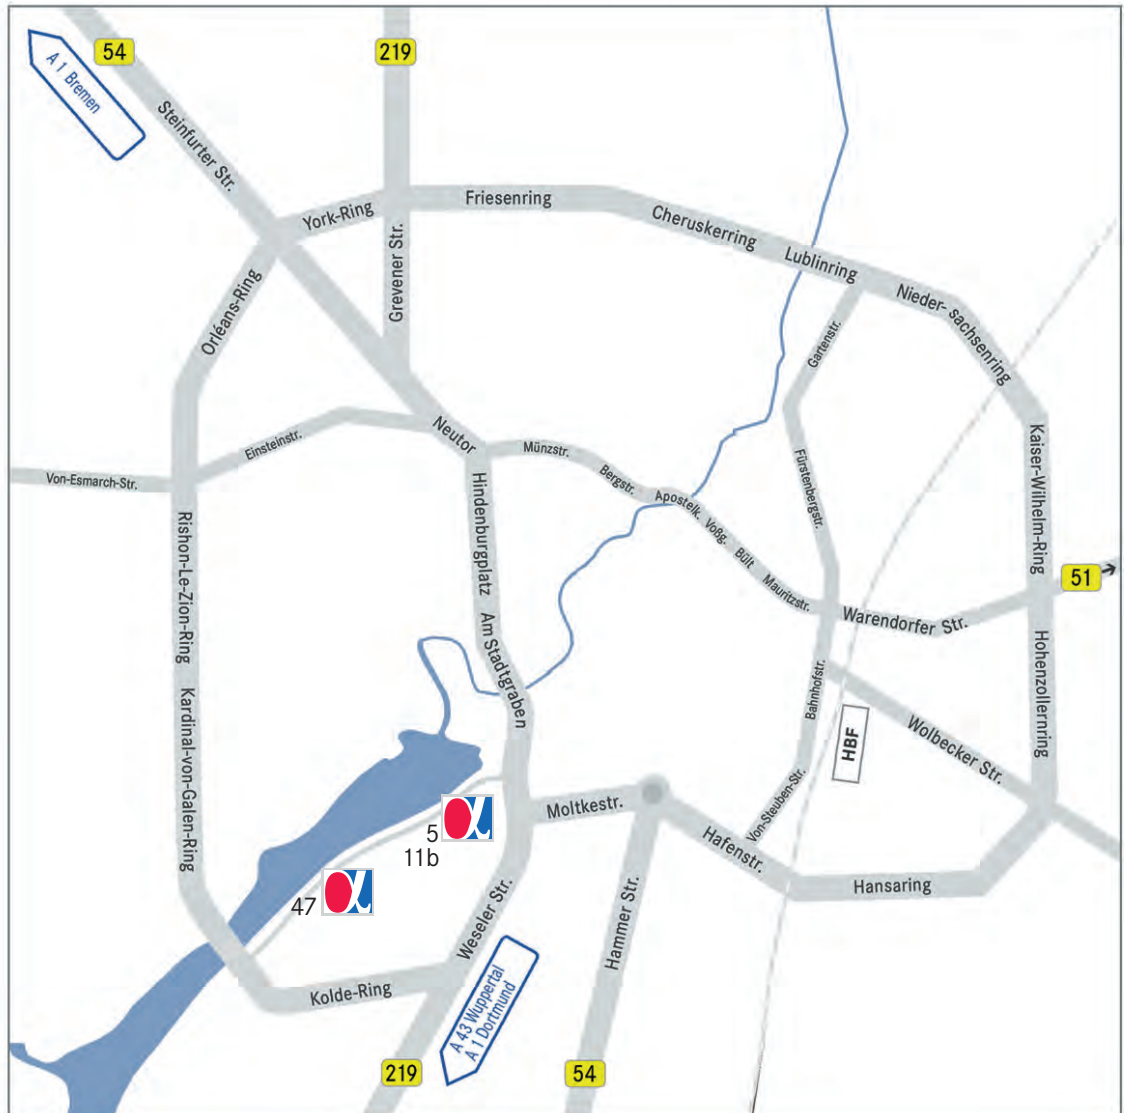 54
219
A 1 Bremen
Steinfurter Str.
York-Ring
Friesenring
Cheruskerring
Lublinring
Nieder- sachsenring
Grevener Str.
Orléans-Ring
Gartenstr.
Neutor
Münzstr.
Einsteinstr.
Bergstr.
Von-Esmarch-Str.
Apostelk.
Voßg.
Bült
Mauritzstr.
Fürstenbergstr.
Kaiser-Wilhelm-Ring
Hindenburgplatz
Rishon-Le-Zion-Ring
51
Warendorfer Str.
Am Stadtgraben
Hohenzollernring
Bahnhofstr.
Kardinal-von-Galen-Ring
HBF
Wolbecker Str.
Von-Steuben-Str.
Moltkestr.
5 α
11b
Hafenstr.
47 α
Hansaring
Weseler Str.
Hammer Str.
Kolde-Ring
A 43 Wuppertal
A 1 Dortmund
219
54